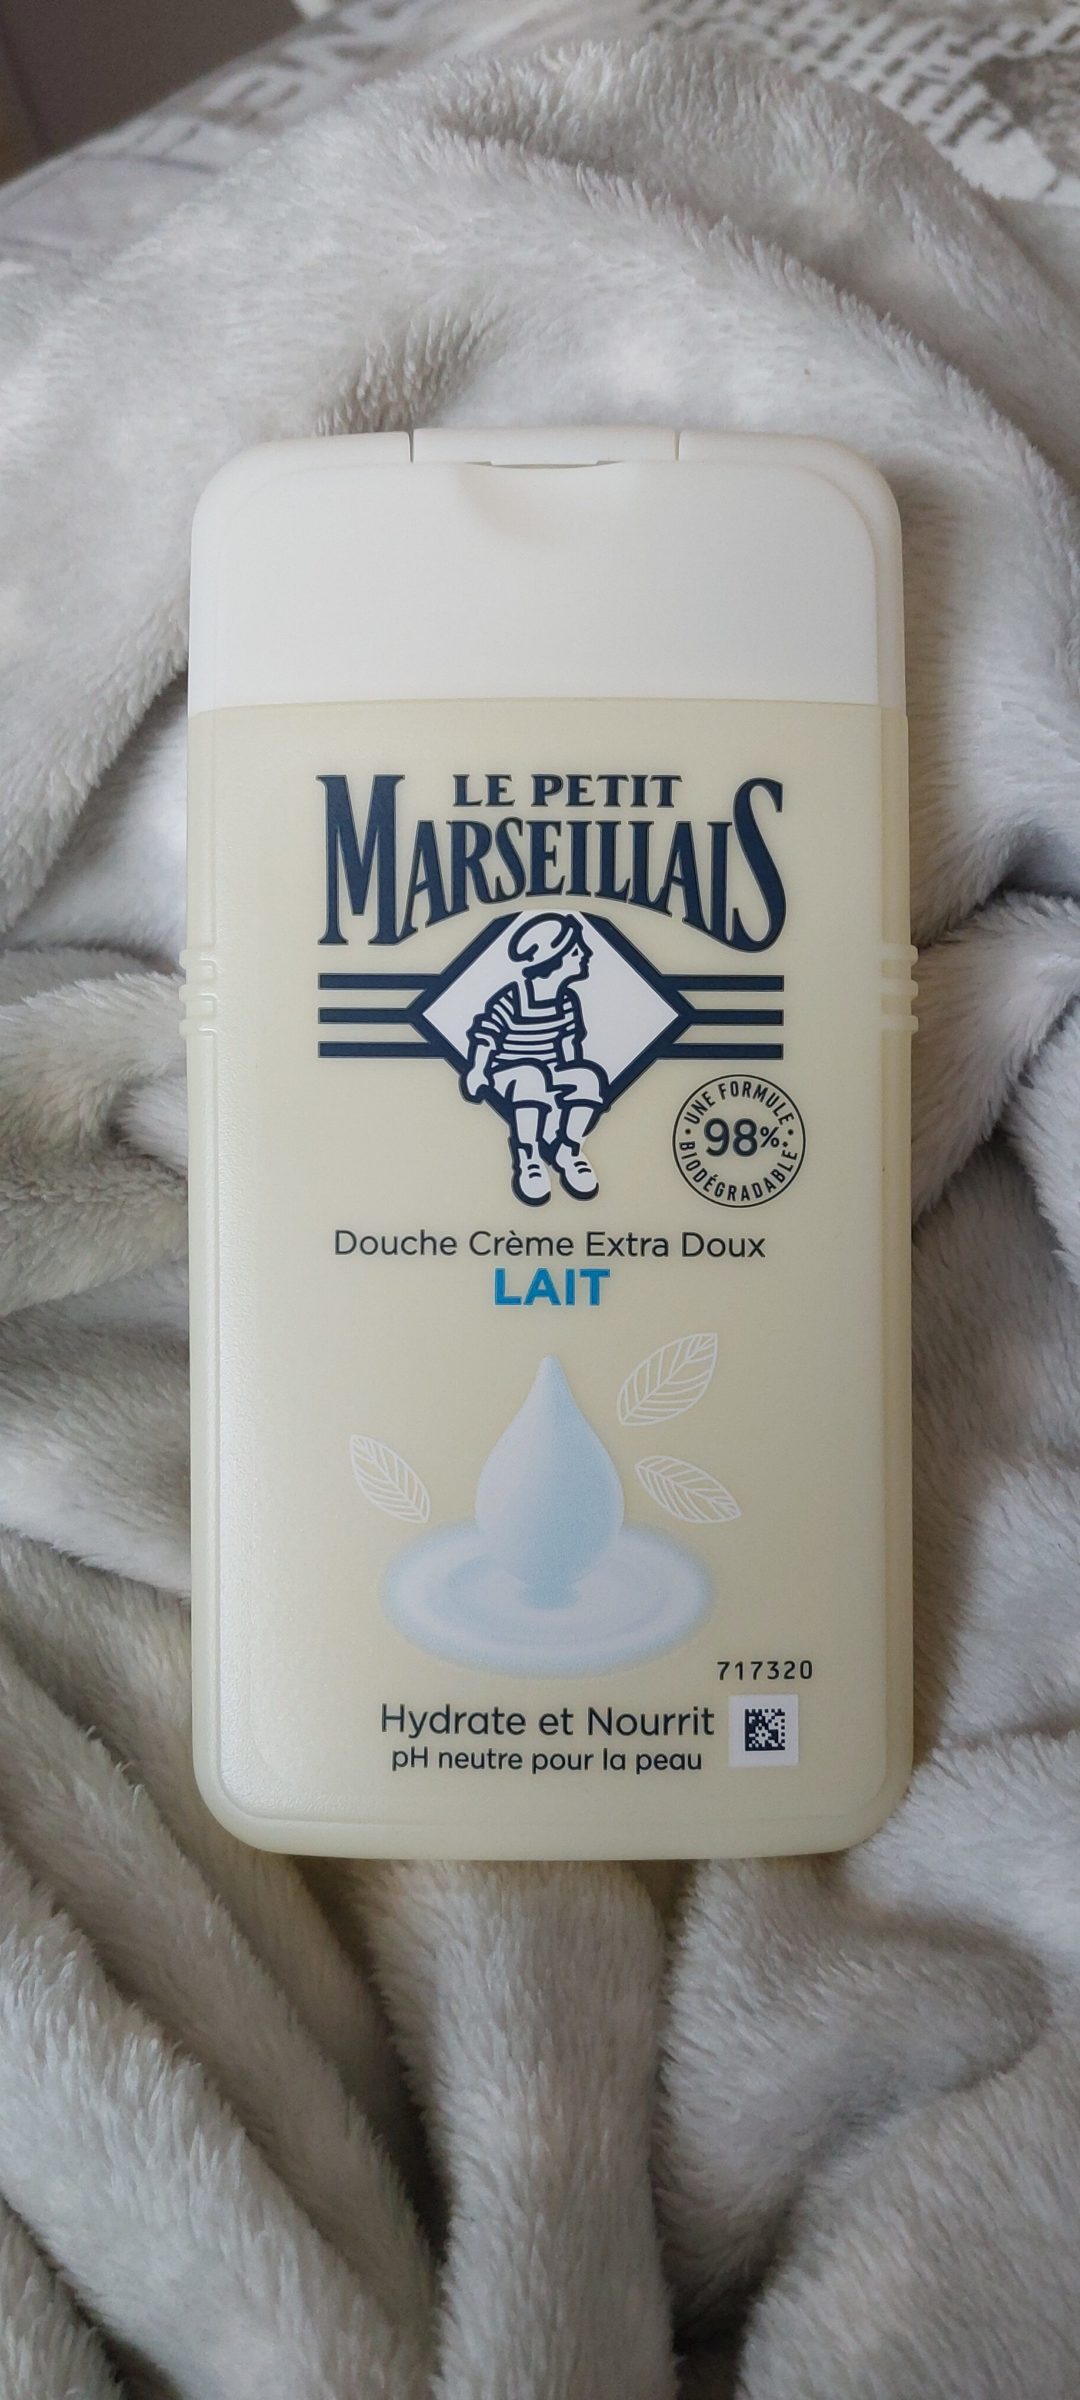 LE PETIT
MARSEILLAIS
UNE FORMULE
98%
BIODÉGRADABLE*
Douche Crème Extra Doux
LAIT
717320
Hydrate et Nourrit
pH neutre pour la peau